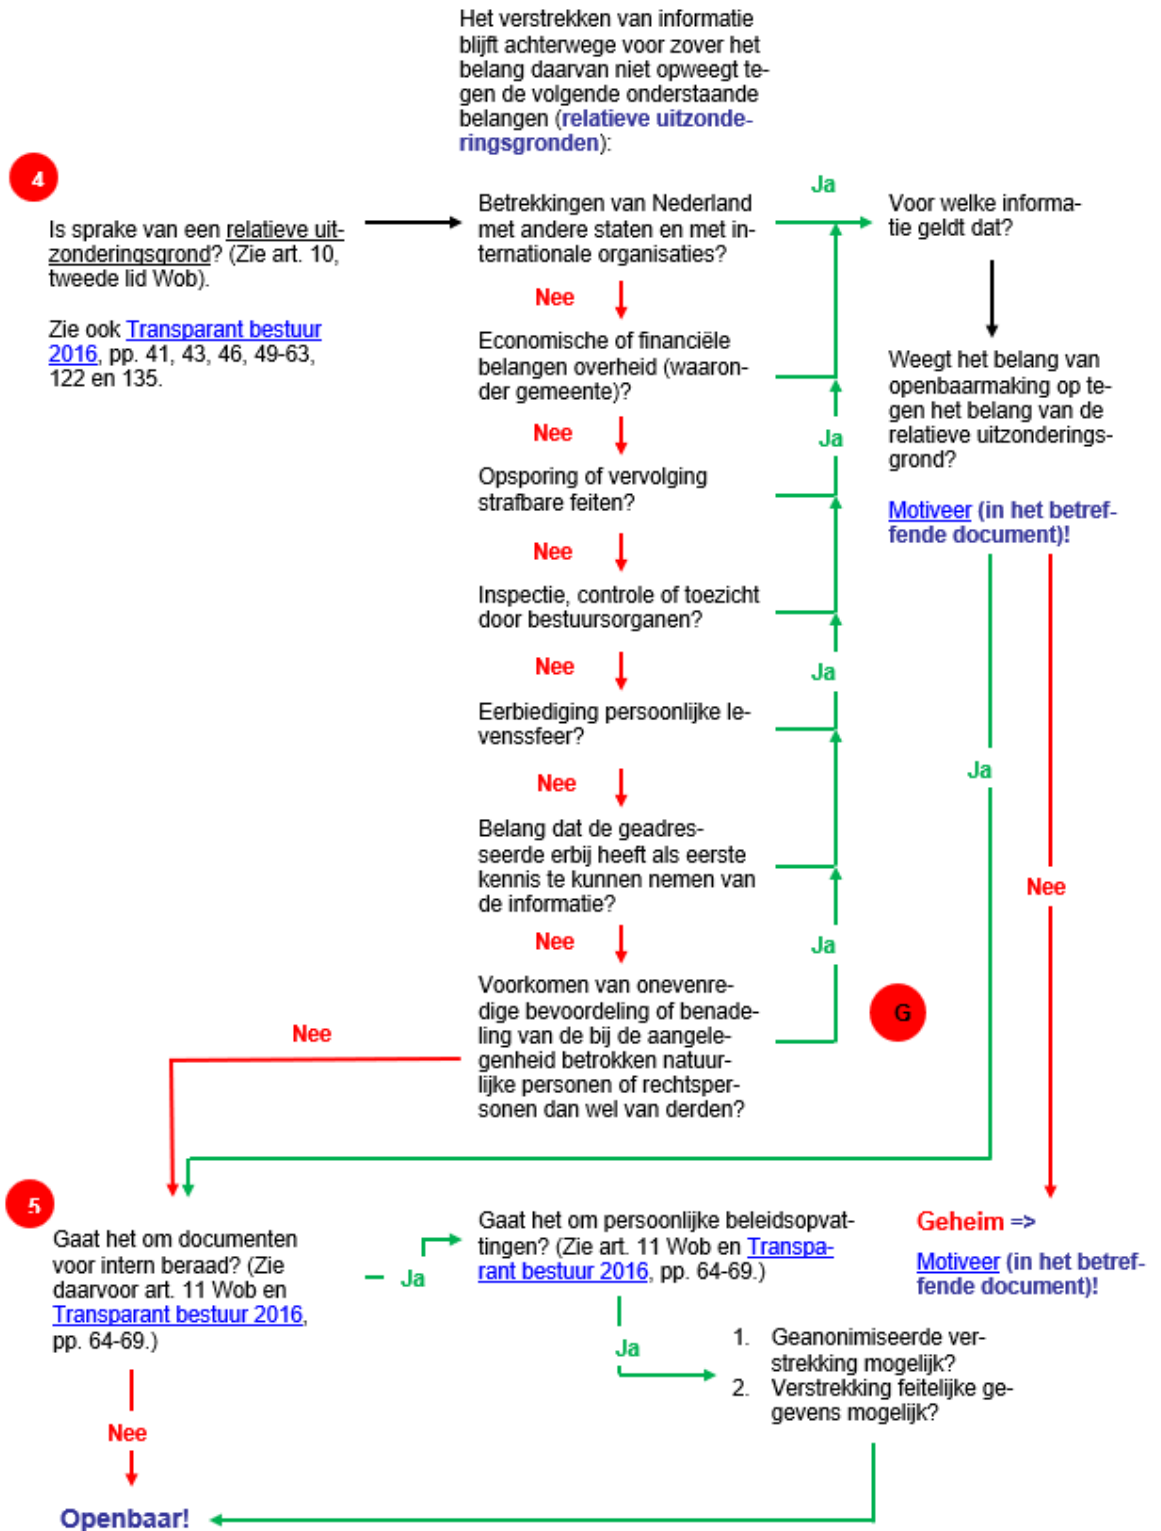 Het verstrekken van informatie
blijft achterwege voor zover het
belang daarvan niet opweegt te-
gen de volgende onderstaande
belangen (relatieve uitzonde-
ringsgronden):
4
Is sprake van een relatieve uit-
zonderingsgrond? (Zie art. 10,
tweede lid Wob).
Zie ook Transparant bestuur
2016, pp. 41, 43, 46, 49-63,
122 en 135.
Betrekkingen van Nederland
met andere staten en met in-
ternationale organisaties?
Ja
Voor welke informa-
tie geldt dat?
Nee
Economische of financiële
belangen overheid (waaron-
der gemeente)?
Weegt het belang van
openbaarmaking op te-
gen het belang van de
relatieve uitzonderings-
grond?
Motiveer (in het betref-
fende document)!
Nee
Ja
Opsporing of vervolging
strafbare feiten?
Nee
Inspectie, controle of toezicht
door bestuursorganen?
Nee
Ja
Eerbiediging persoonlijke le-
venssfeer?
Nee
Ja
Belang dat de geadres-
seerde erbij heeft als eerste
kennis te kunnen nemen van
de informatie?
Nee
Nee
Ja
Voorkomen van onevenre-
dige bevoordeling of benade-
ling van de bij de aangele-
genheid betrokken natuur-
lijke personen of rechtsper-
sonen dan wel van derden?
G
Nee
5
Gaat het om documenten
voor intern beraad? (Zie
daarvoor art. 11 Wob en
Transparant bestuur 2016,
pp. 64-69.)
Ja
Gaat het om persoonlijke beleidsopvat-
tingen? (Zie art. 11 Wob en Transpa-
rant bestuur 2016, pp. 64-69.)
Geheim =>
Motiveer (in het betref-
fende document)!
Ja
1. Geanonimiseerde ver-
strekking mogelijk?
2. Verstrekking feitelijke ge-
gevens mogelijk?
Nee
Openbaar!